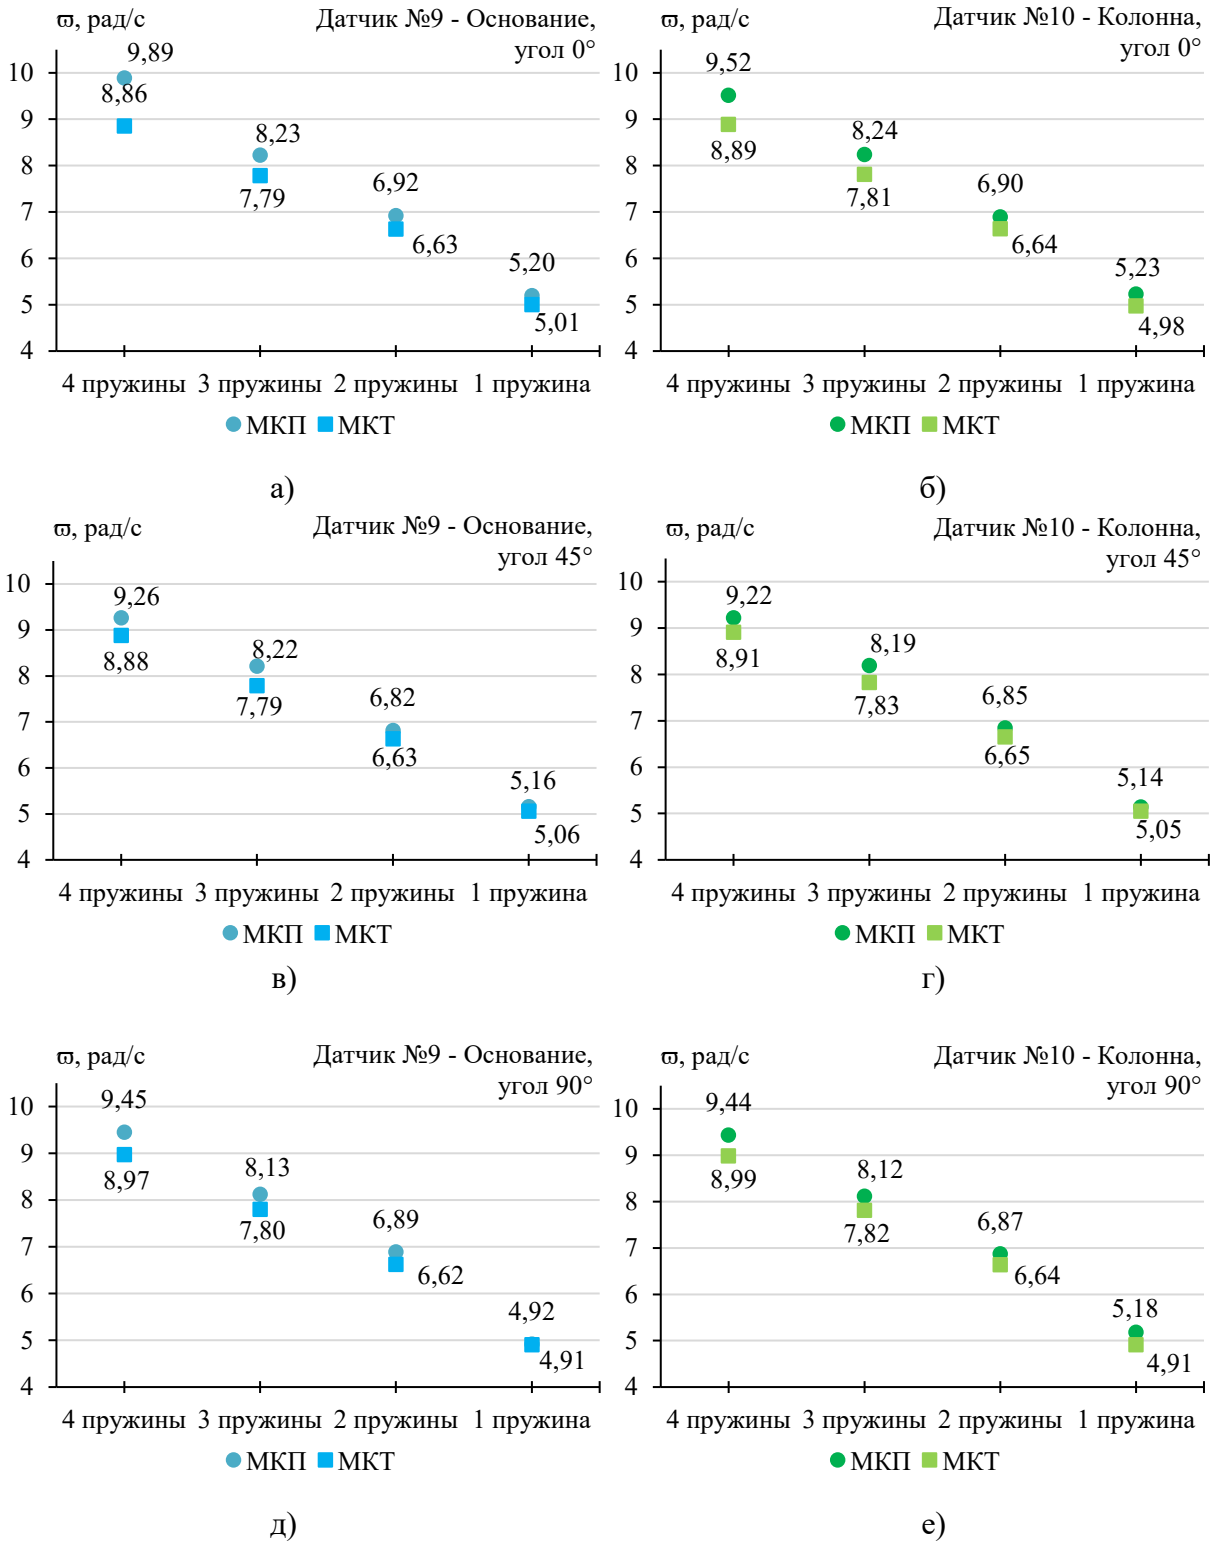 ϖ, рад/с
Датчик №9 - Основание,
угол 0°
10
9
8
7
6
5
4
9,89
8,86
8,23
7,79
6,92
6,63
5,20
5,01
4 пружины 3 пружины 2 пружины 1 пружина
МКП МКТ
а)
ϖ, рад/с
Датчик №10 - Колонна,
угол 0°
10
9
8
7
6
5
4
9,52
8,89
8,24
7,81
6,90
6,64
5,23
4,98
4 пружины 3 пружины 2 пружины 1 пружина
МКП МКТ
б)
ϖ, рад/с
Датчик №9 - Основание,
угол 45°
10
9
8
7
6
5
4
9,26
8,88
8,22
7,79
6,82
6,63
5,16
5,06
4 пружины 3 пружины 2 пружины 1 пружина
МКП МКТ
в)
ϖ, рад/с
Датчик №10 - Колонна,
угол 45°
10
9
8
7
6
5
4
9,22
8,91
8,19
7,83
6,85
6,65
5,14
5,05
4 пружины 3 пружины 2 пружины 1 пружина
МКП МКТ
г)
ϖ, рад/с
Датчик №9 - Основание,
угол 90°
10
9
8
7
6
5
4
9,45
8,97
8,13
7,80
6,89
6,62
4,92
4,91
4 пружины 3 пружины 2 пружины 1 пружина
МКП МКТ
д)
ϖ, рад/с
Датчик №10 - Колонна,
угол 90°
10
9
8
7
6
5
4
9,44
8,99
8,12
7,82
6,87
6,64
5,18
4,91
4 пружины 3 пружины 2 пружины 1 пружина
МКП МКТ
е)